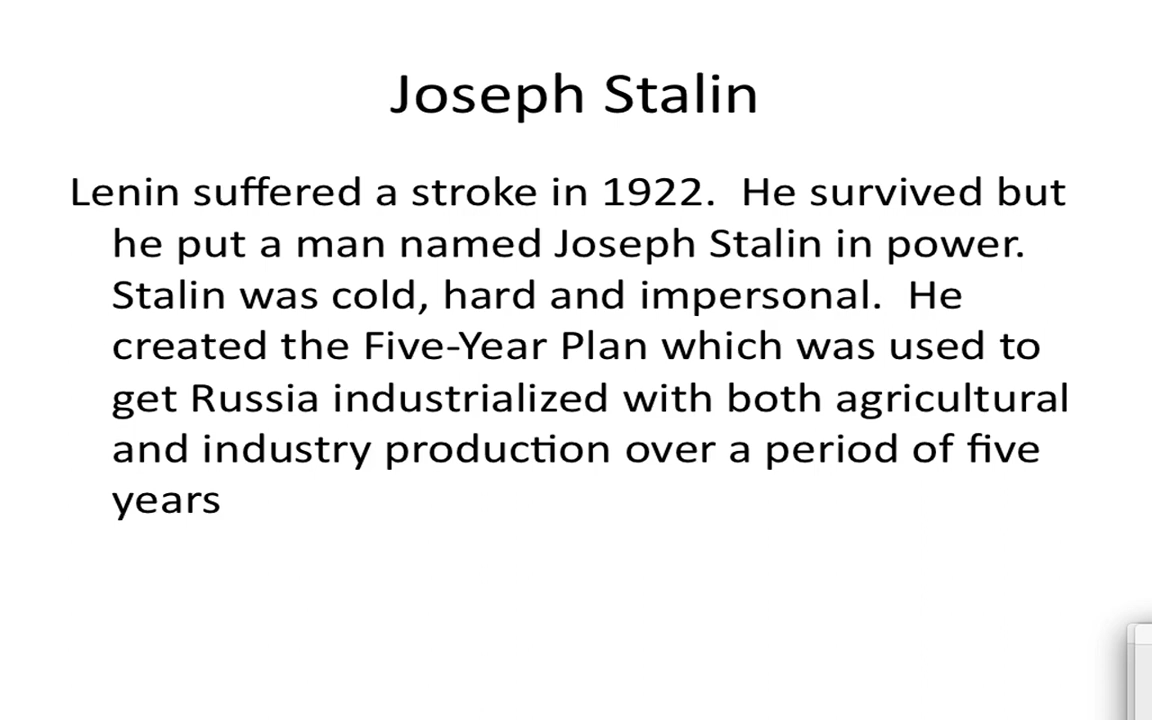 Joseph Stalin
Lenin suffered a stroke in 1922.  He survived but
he put a man named Joseph Stalin in power.
Stalin was cold, hard and impersonal.  He
created the Five-Year Plan which was used to
get Russia industrialized with both agricultural
and industry production over a period of five
years